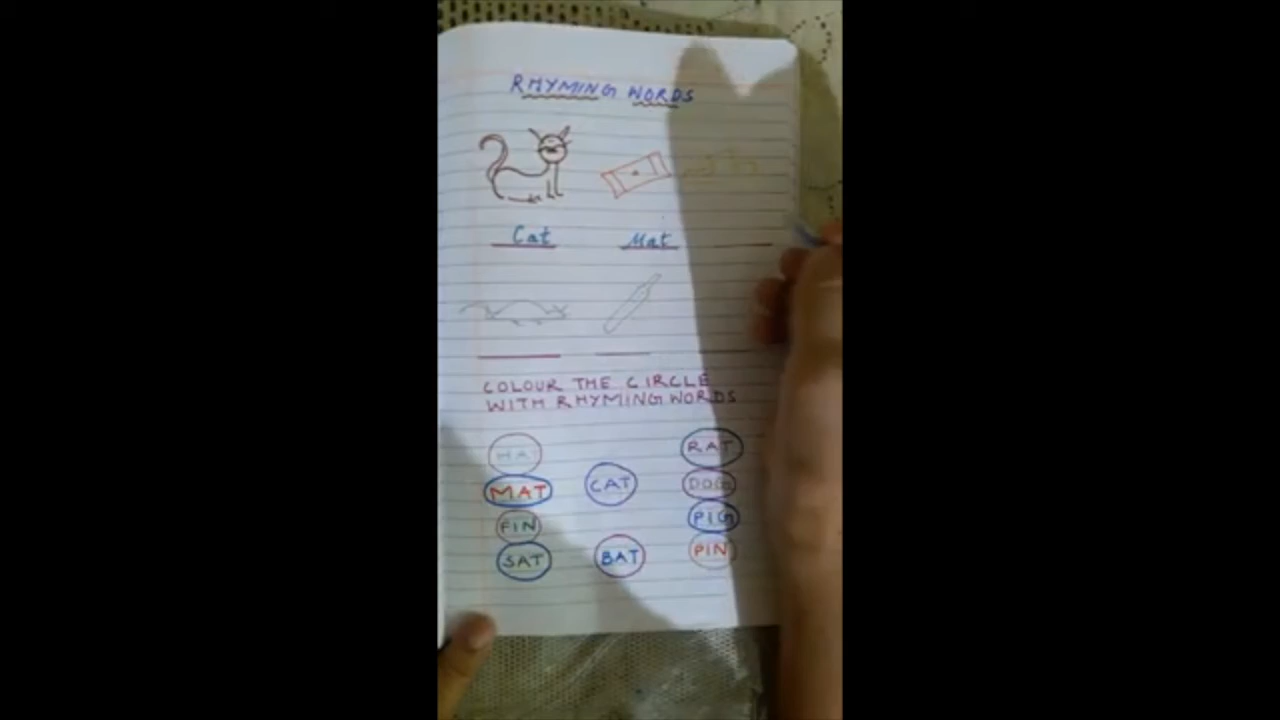 RHYMING WORDS
Cat Mat
COLOUR THE CIRCLE
WITH RHYMING WORDS
HAT RAT
MAT CAT DOG
FIN PIG
SAT BAT PIN